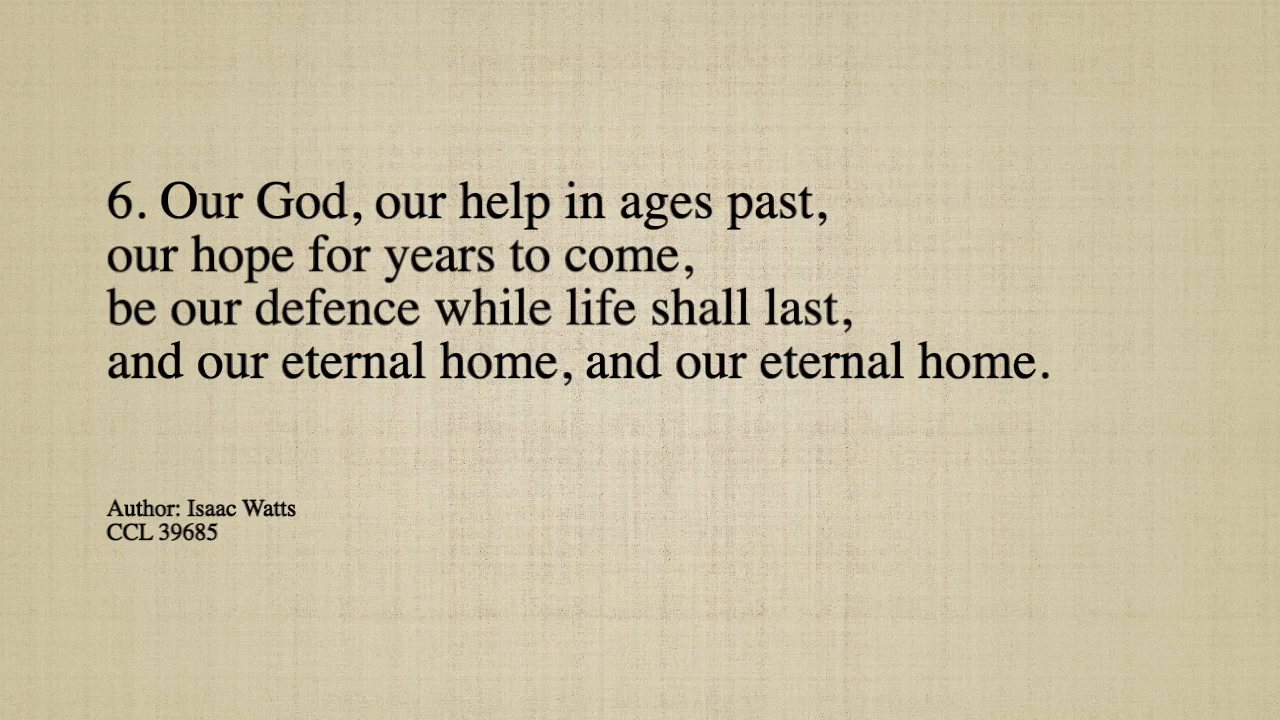 6. Our God, our help in ages past,
our hope for years to come,
be our defence while life shall last,
and our eternal home, and our eternal home.
Author: Isaac Watts
CCL 39685